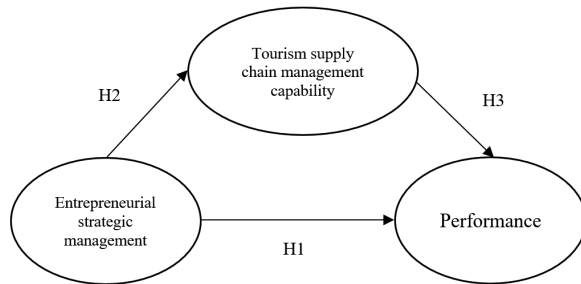 Tourism supply
chain management
capability
H2
H3
Entrepreneurial
strategic
management
Performance
H1